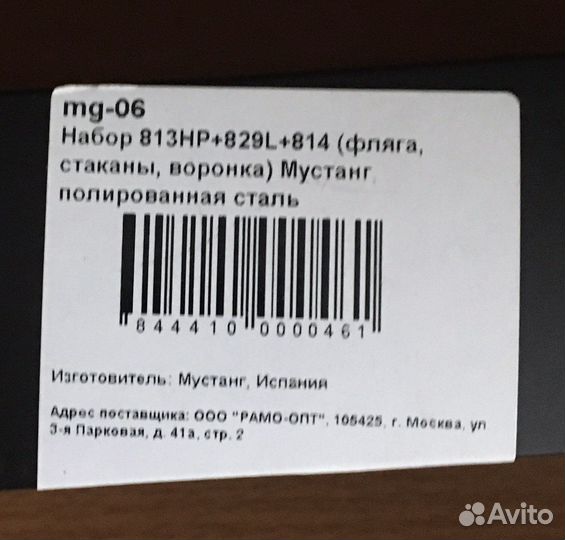 mg-06
Набор 813HP+829L+814 (фляга,
стаканы, воронка) Мустанг
полированная сталь
844410 0000461
Изготовитель: Мустанг, Испания
Адрес поставщика: ООО "РАМО-ОПТ", 105425, г. Москва, ул
3-я Парковая, д. 41а, стр. 2
Avito